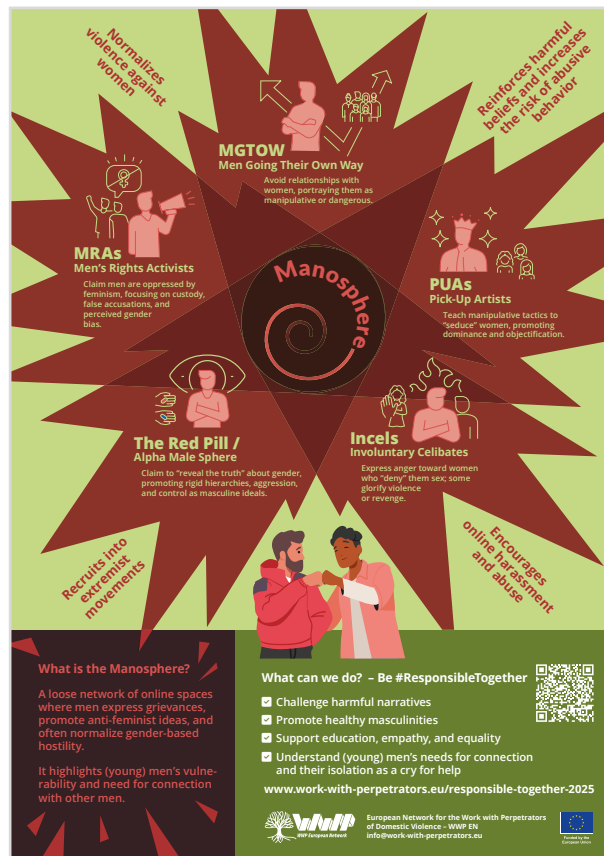 Normalizes
violence against
women
Reinforces harmful
beliefs and increases
the risk of abusive
behavior
MGTOW
Men Going Their Own Way
Avoid relationships with
women, portraying them as
manipulative or dangerous.
MRAs
Men's Rights Activists
Claim men are oppressed by
feminism, focusing on custody,
false accusations, and
perceived gender
bias.
Manosphere
PUAs
Pick-Up Artists
Teach manipulative tactics to
"seduce" women, promoting
dominance and objectification.
The Red Pill /
Alpha Male Sphere
Claim to "reveal the truth" about gender,
promoting rigid hierarchies, aggression,
and control as masculine ideals.
Incels
Involuntary Celibates
Express anger toward women
who "deny" them sex; some
glorify violence
or revenge.
Recruits into
extremist
movements
Encourages
online harassment
and abuse
What is the Manosphere?
A loose network of online spaces
where men express grievances,
promote anti-feminist ideas, and
often normalize gender-based
hostility.
It highlights (young) men's vulne-
rability and need for connection
with other men.
What can we do? – Be #ResponsibleTogether
Challenge harmful narratives
Promote healthy masculinities
Support education, empathy, and equality
Understand (young) men's needs for connection
and their isolation as a cry for help
www.work-with-perpetrators.eu/responsible-together-2025
WWP
WWP European Network
European Network for the Work with Perpetrators
of Domestic Violence – WWP EN
info@work-with-perpetrators.eu
Funded by the
European Union